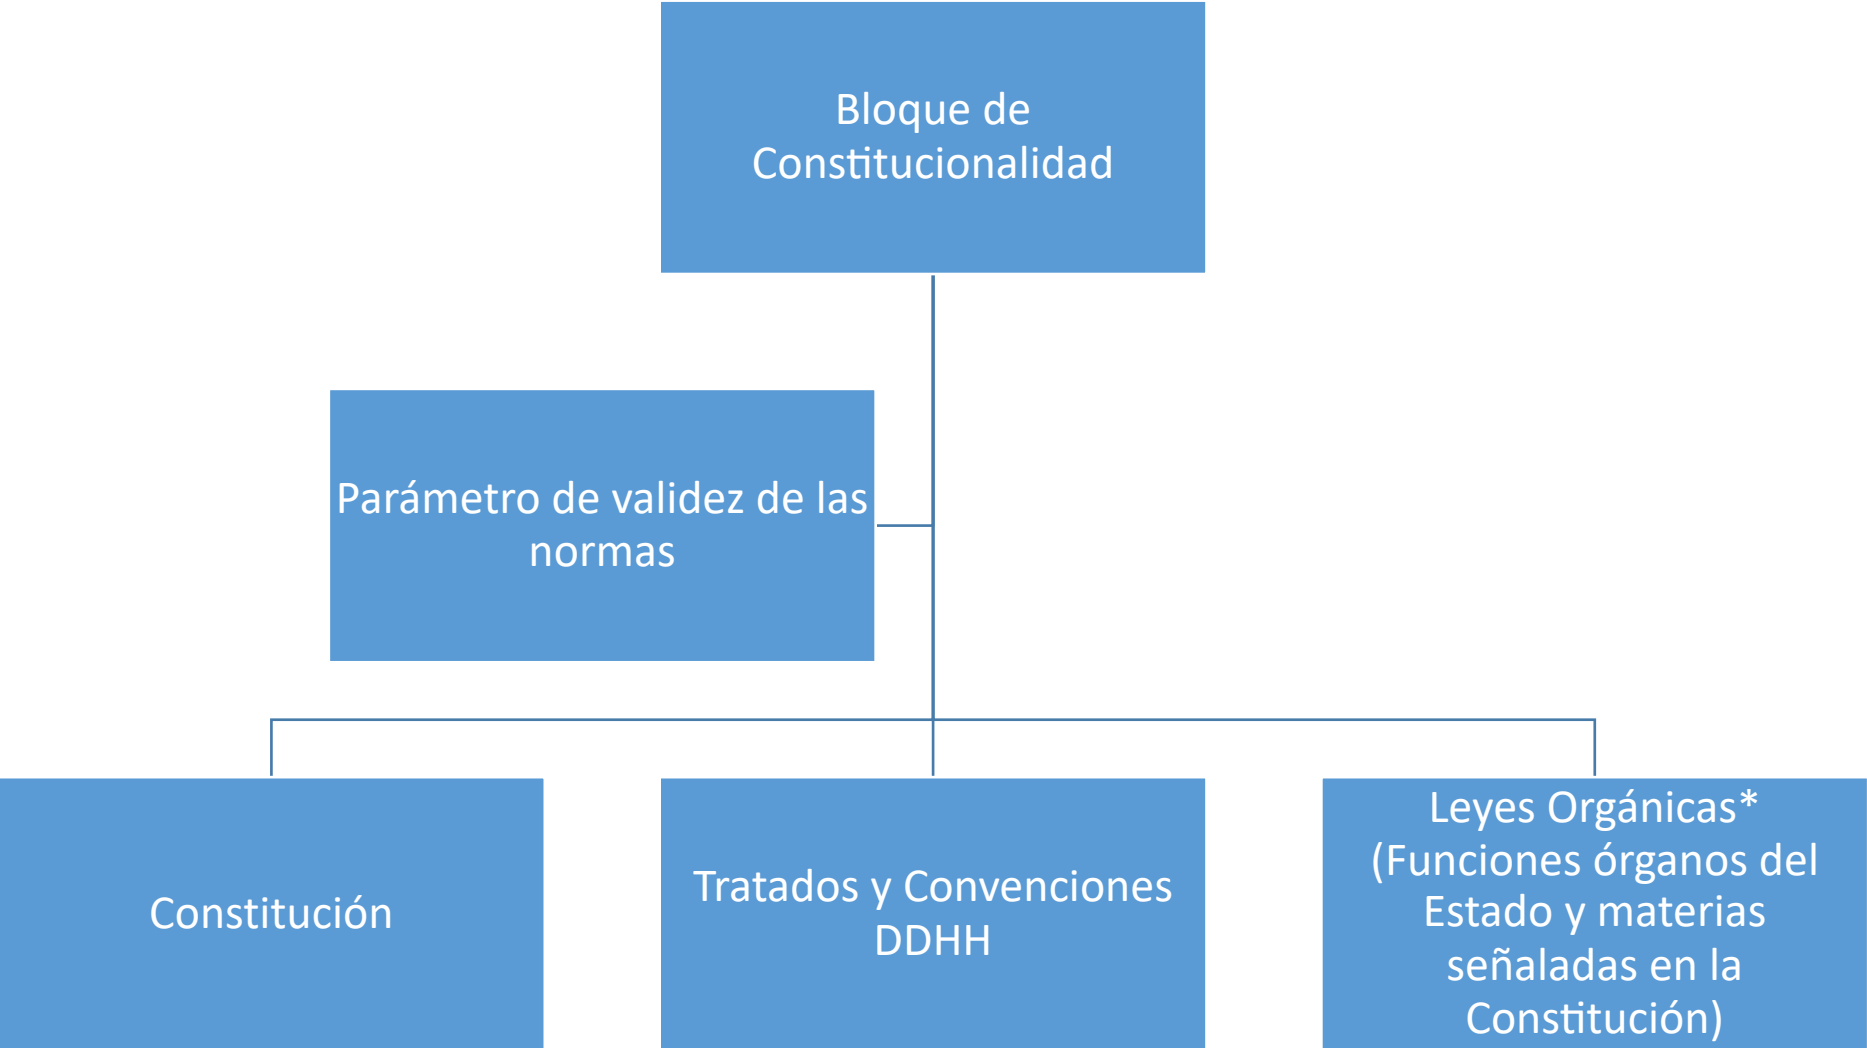 Bloque de
Constitucionalidad
Parámetro de validez de las
normas
Constitución
Tratados y Convenciones
DDHH
Leyes Orgánicas*
(Funciones órganos del
Estado y materias
señaladas en la
Constitución)